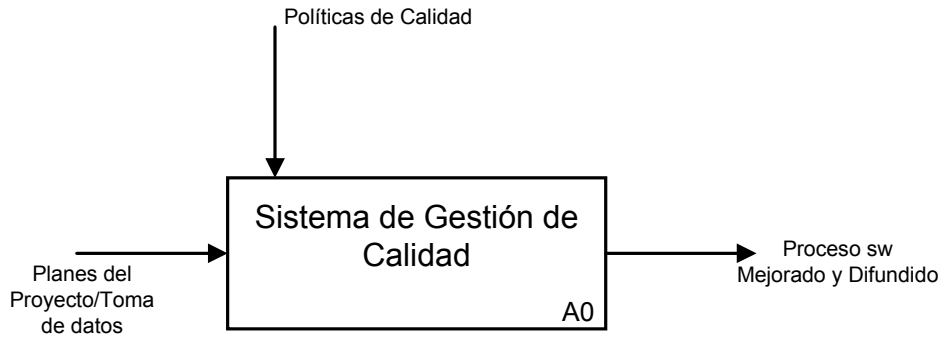 Políticas de Calidad
Sistema de Gestión de
Calidad
A0
Planes del
Proyecto/Toma
de datos
Proceso sw
Mejorado y Difundido